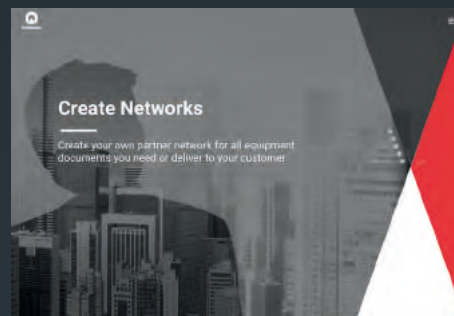 Create Networks
Create your own partner network for all equipment
documents you need or deliver to your customer